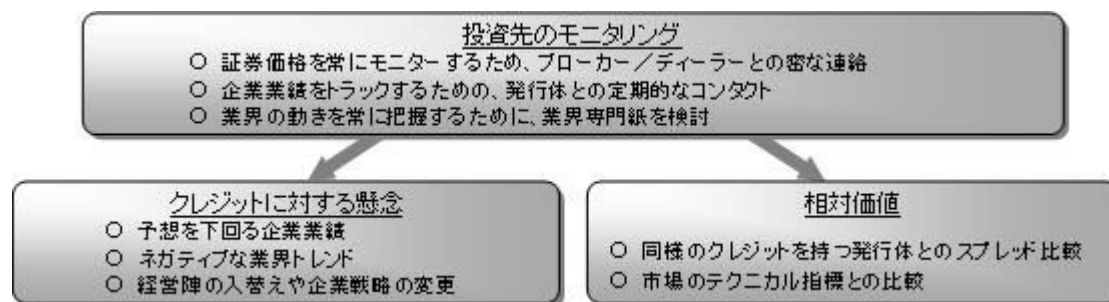 投資先のモニタリング
○ 証券価格を常にモニターするため、ブローカー／ディーラーとの密な連絡
○ 企業業績をトラックするための、発行体との定期的なコンタクト
○ 業界の動きを常に把握するために、業界専門紙を検討
クレジットに対する懸念
○ 予想を下回る企業業績
○ ネガティブな業界トレンド
○ 経営陣の入替えや企業戦略の変更
相対価値
○ 同様のクレジットを持つ発行体とのスプレッド比較
○ 市場のテクニカル指標との比較